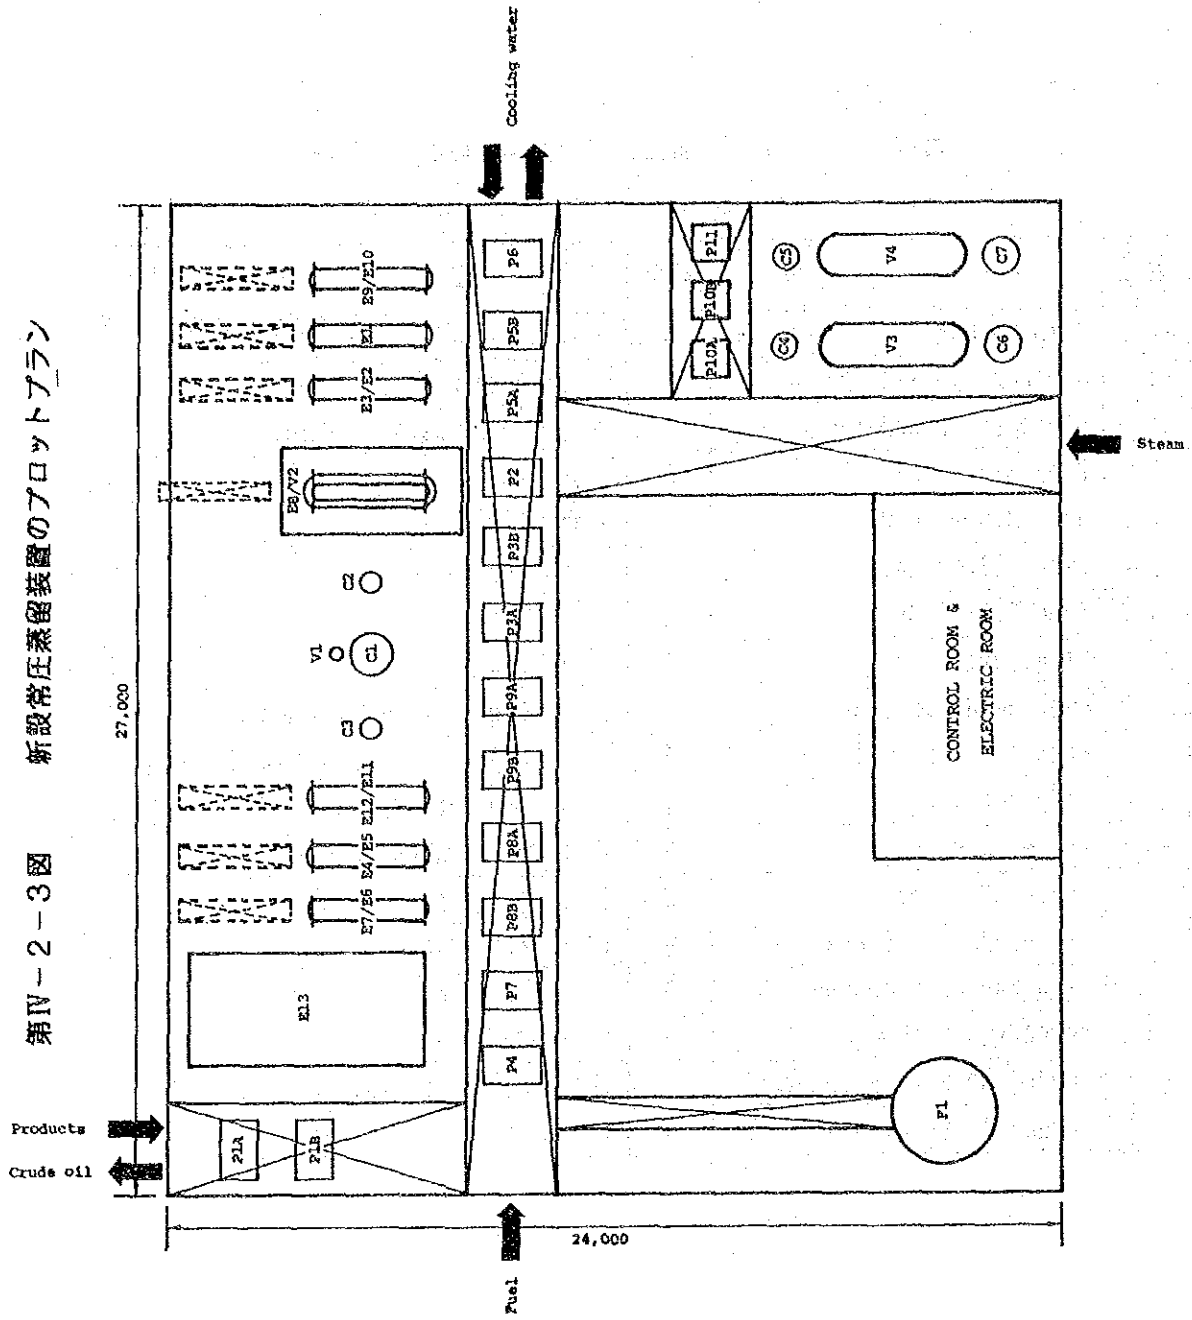 第Ⅳ-2-3図 新設常圧蒸留装置のプロットプラン
27,000
24,000
Products
Crude oil
Fuel
Cooling water
Steam
P1A
P1B
E13
E7/E6
E4/E5
E12/E11
C3
V1
C1
C2
E8/V2
E3/E2
E1
E9/E10
P4
P7
P8B
P8A
P9B
P9A
P3A
P3B
P2
P5A
P5B
P6
P10A
P10B
P11
C4
C5
V3
V4
C6
C7
F1
CONTROL ROOM &
ELECTRIC ROOM